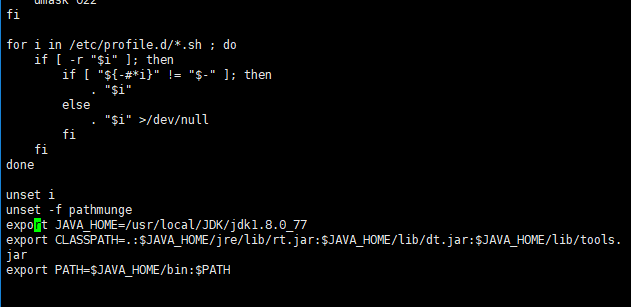 umask 022
fi
for i in /etc/profile.d/*.sh ; do
    if [ -r "$i" ]; then
        if [ "${-#*i}" != "$-" ]; then
            . "$i"
        else
            . "$i" >/dev/null
        fi
    fi
done
unset i
unset -f pathmunge
export JAVA_HOME=/usr/local/JDK/jdk1.8.0_77
export CLASSPATH=.:$JAVA_HOME/jre/lib/rt.jar:$JAVA_HOME/lib/dt.jar:$JAVA_HOME/lib/tools.
jar
export PATH=$JAVA_HOME/bin:$PATH